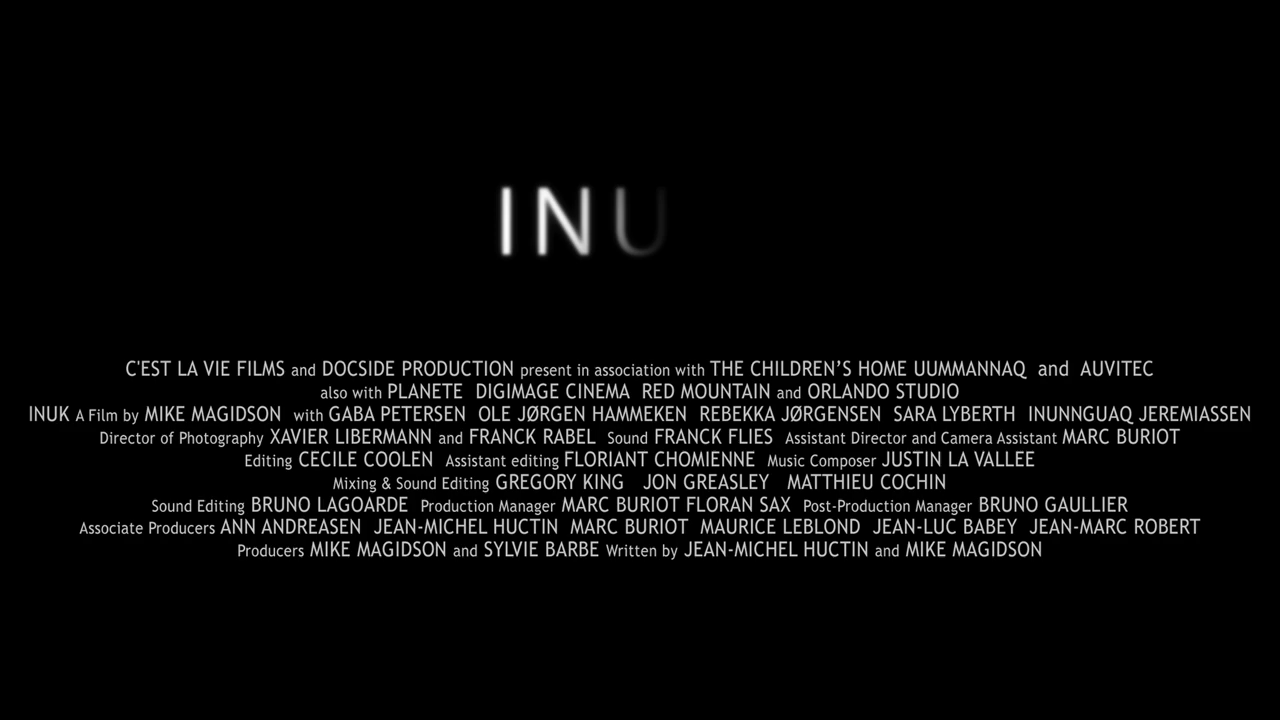 INU
C'EST LA VIE FILMS and DOCSIDE PRODUCTION present in association with THE CHILDREN’S HOME UUMMANNAQ and AUVITEC
also with PLANETE DIGIMAGE CINEMA RED MOUNTAIN and ORLANDO STUDIO
INUK A Film by MIKE MAGIDSON with GABA PETERSEN OLE JØRGEN HAMMEKEN REBEKKA JØRGENSEN SARA LYBERTH INUNNGUAQ JEREMIASSEN
Director of Photography XAVIER LIBERMANN and FRANCK RABEL Sound FRANCK FLIES Assistant Director and Camera Assistant MARC BURIOT
Editing CECILE COOLEN Assistant editing FLORIANT CHOMIENNE Music Composer JUSTIN LA VALLEE
Mixing & Sound Editing GREGORY KING JON GREASLEY MATTHIEU COCHIN
Sound Editing BRUNO LAGOARDE Production Manager MARC BURIOT FLORAN SAX Post-Production Manager BRUNO GAULLIER
Associate Producers ANN ANDREASEN JEAN-MICHEL HUCTIN MARC BURIOT MAURICE LEBLOND JEAN-LUC BABEY JEAN-MARC ROBERT
Producers MIKE MAGIDSON and SYLVIE BARBE Written by JEAN-MICHEL HUCTIN and MIKE MAGIDSON